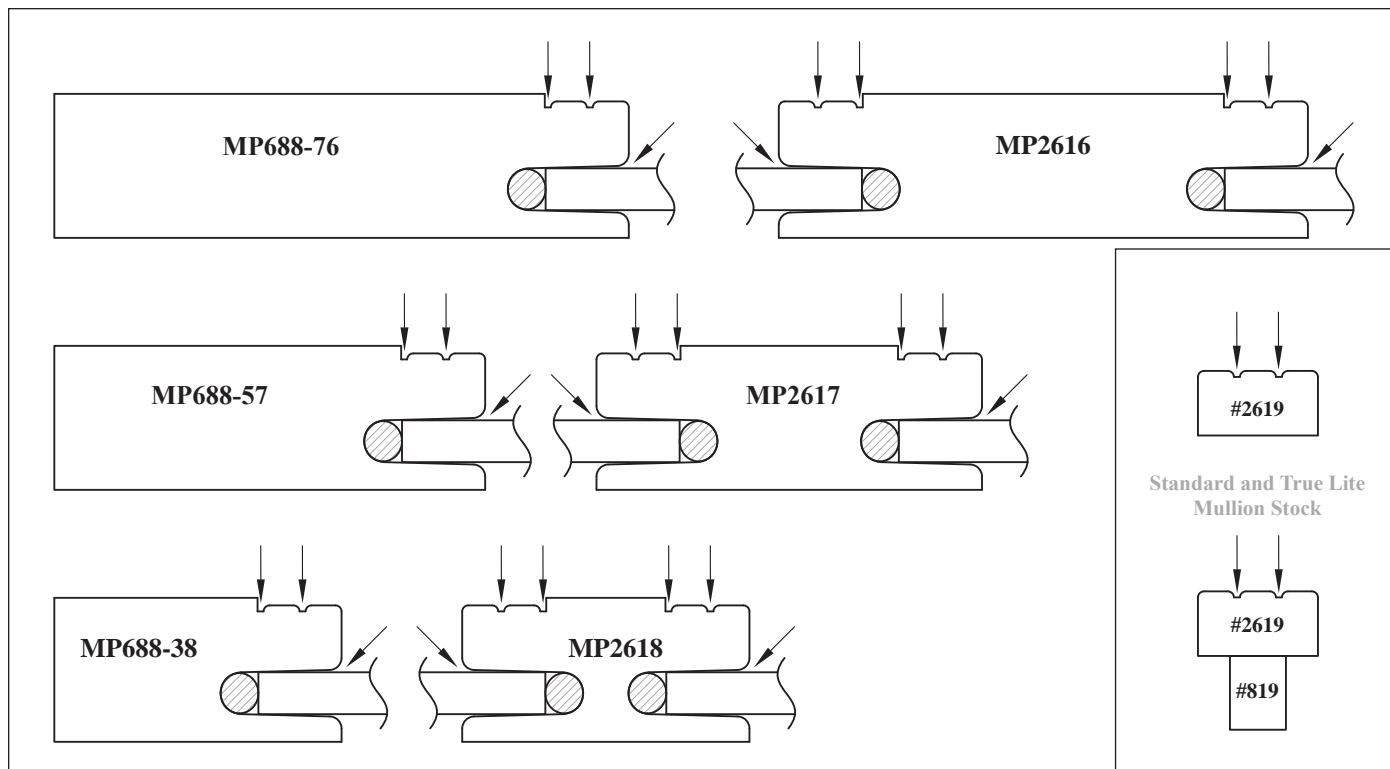 MP688-76
MP2616
MP688-57
MP2617
#2619
Standard and True Lite
Mullion Stock
MP688-38
MP2618
#2619
#819